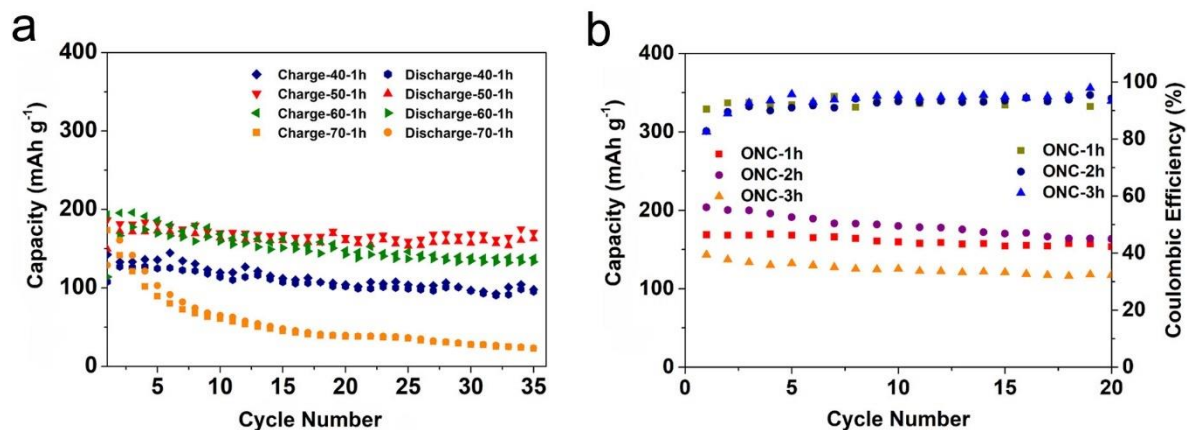 a
400
300
200
100
0
Capacity (mAh g⁻¹)
Charge-40-1h Discharge-40-1h
Charge-50-1h Discharge-50-1h
Charge-60-1h Discharge-60-1h
Charge-70-1h Discharge-70-1h
5 10 15 20 25 30 35
Cycle Number
b
400
300
200
100
0
Capacity (mAh g⁻¹)
ONC-1h ONC-1h
ONC-2h ONC-2h
ONC-3h ONC-3h
100
80
60
40
20
0
Coulombic Efficiency (%)
0 5 10 15 20
Cycle Number